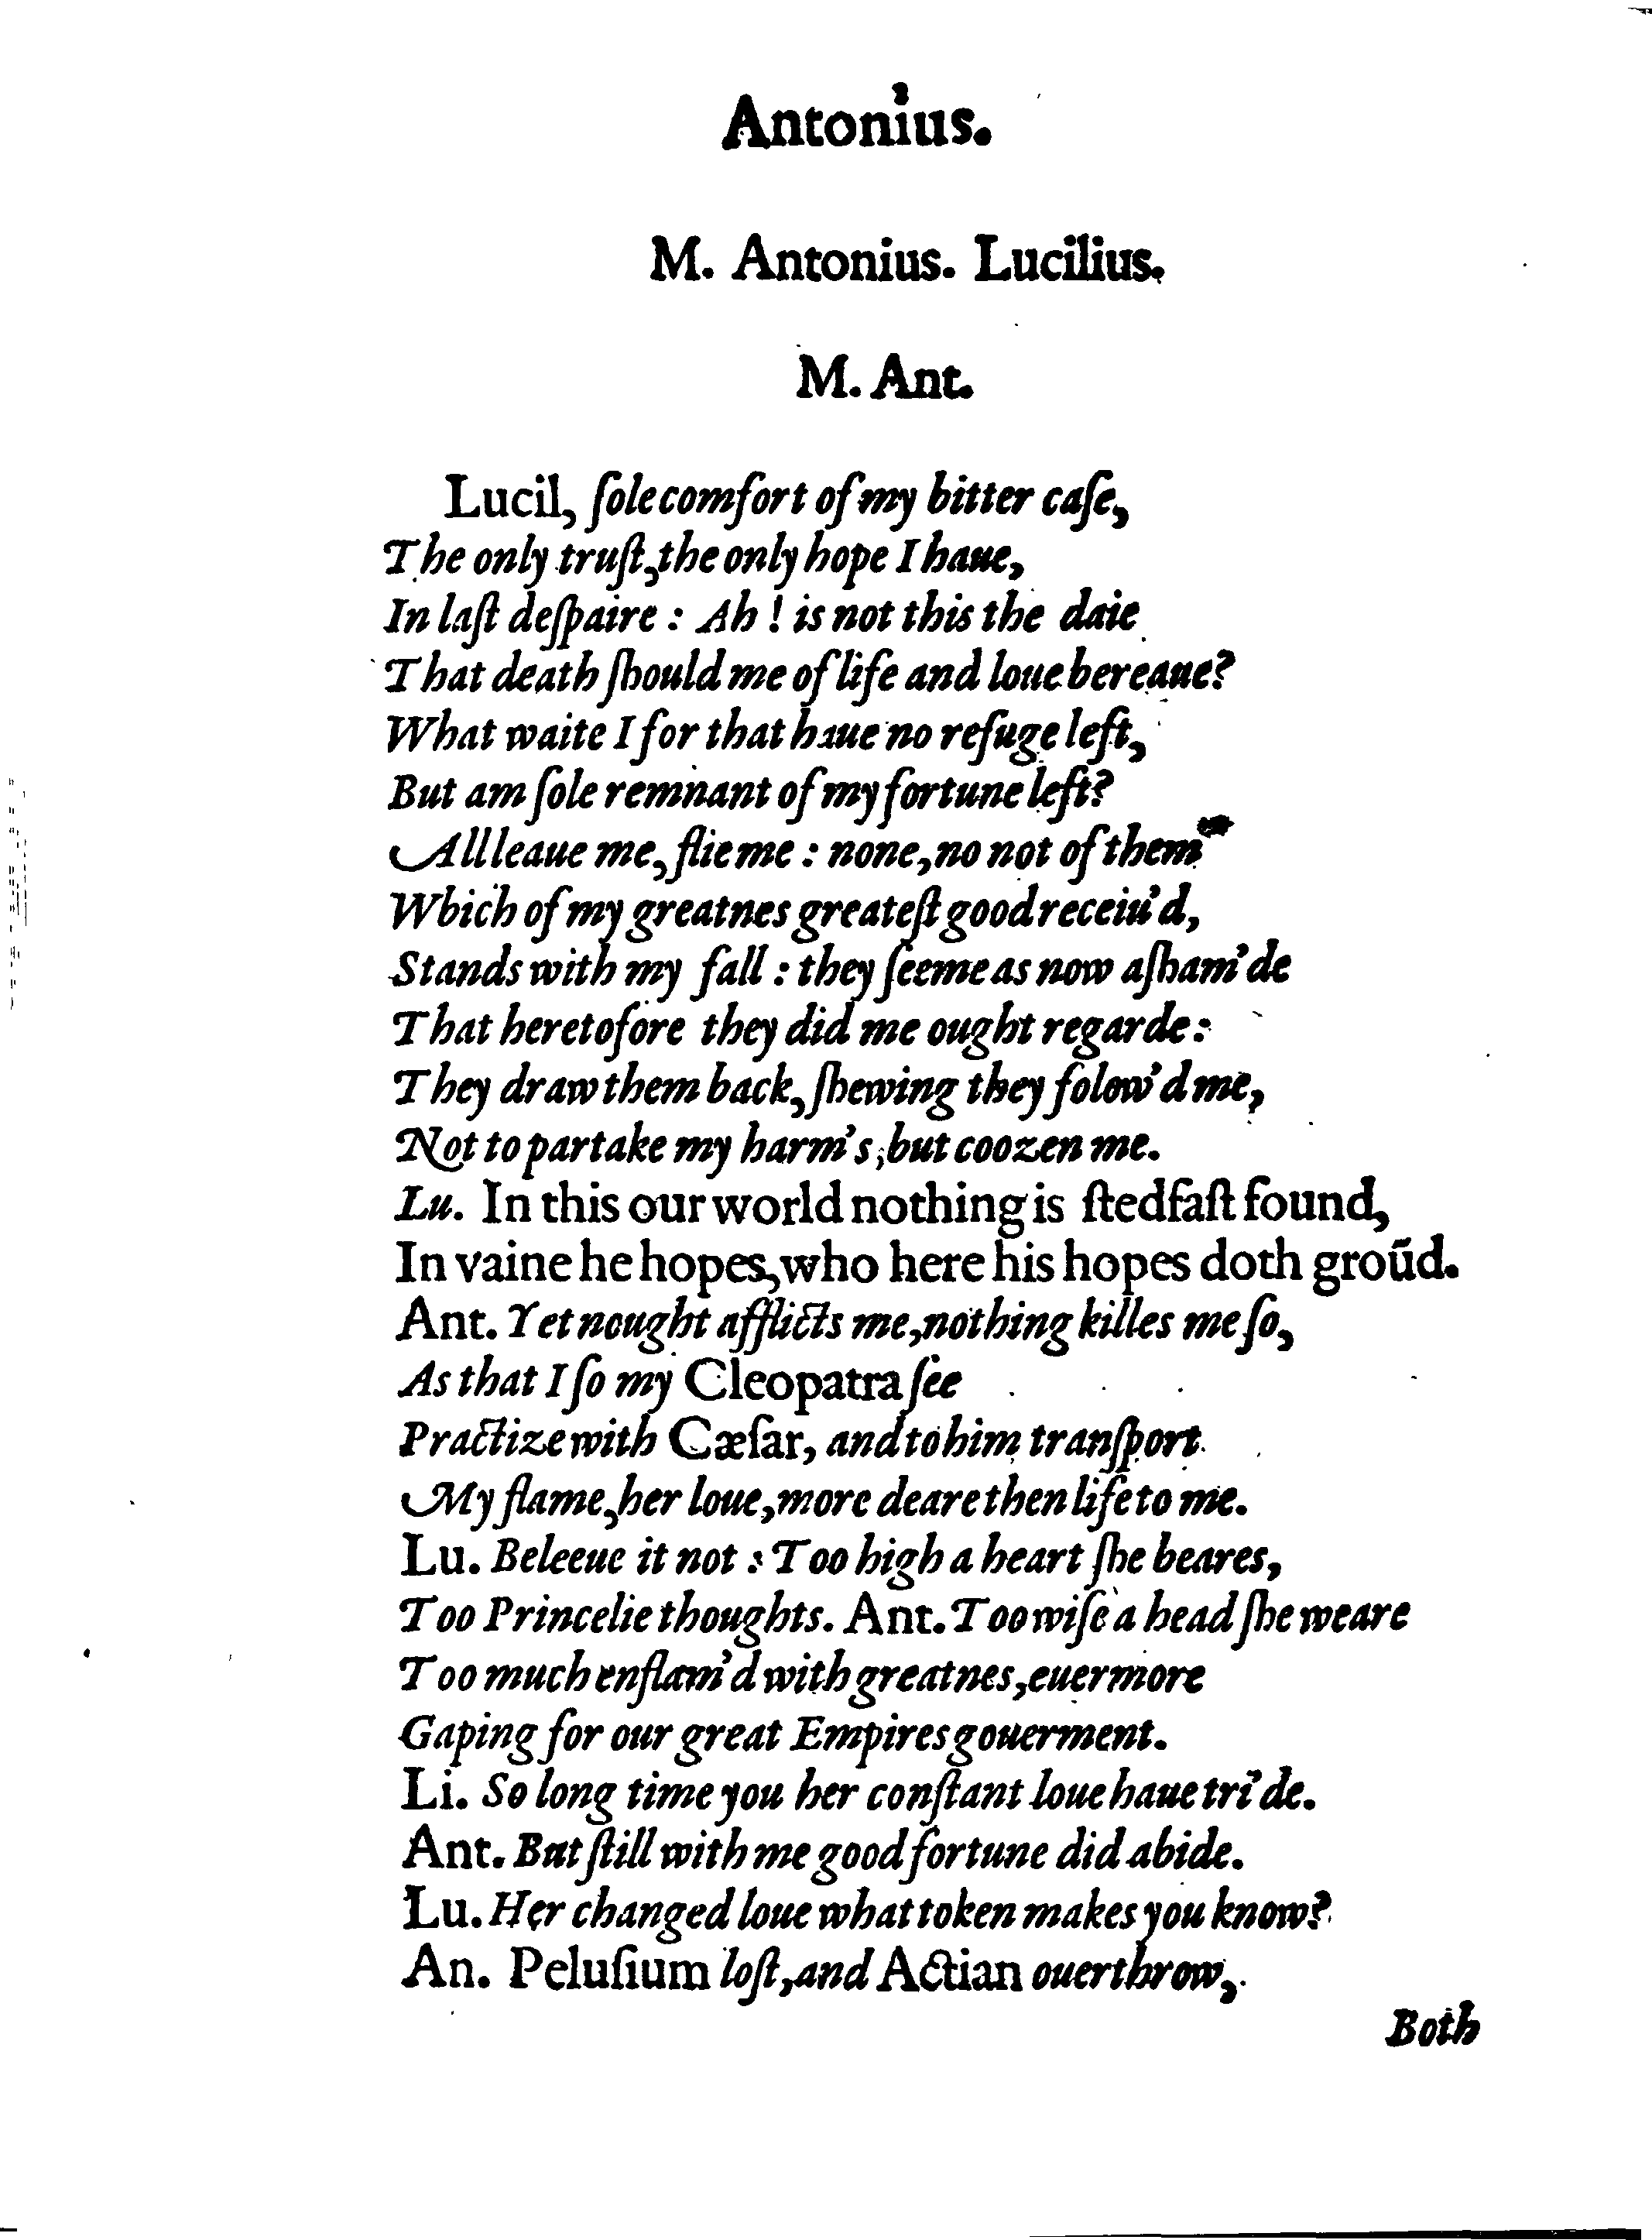 Antonius.
M. Antonius. Lucilius.
M. Ant.
Lucil, ſole comfort of my bitter caſe,
The only truſt, the only hope I haue,
In laſt deſpaire : Ah ! is not this the daie
That death ſhould me of life and loue bereaue?
What waite I for that haue no refuge left,
But am ſole remnant of my fortune left?
All leaue me, flie me : none, no not of them
Which of my greatnes greateſt good receiu'd,
Stands with my fall : they ſeeme as now aſham'de
That heretofore they did me ought regarde:
They draw them back, ſhewing they folow'd me,
Not to partake my harm's, but coozen me.
Lu. In this our world nothing is ſtedfaſt found,
In vaine he hopes, who here his hopes doth groūd.
Ant. Yet nought afflicts me, nothing killes me ſo,
As that I ſo my Cleopatra ſee
Practize with Cæſar, and to him tranſport
My flame, her loue, more deare then life to me.
Lu. Beleeue it not : Too high a heart ſhe beares,
Too Princelie thoughts. Ant. Too wiſe a head ſhe weare
Too much enflam'd with greatnes, euermore
Gaping for our great Empires gouerment.
Li. So long time you her conſtant loue haue tri'de.
Ant. But ſtill with me good fortune did abide.
Lu. Her changed loue what token makes you know?
An. Peluſium loſt, and Actian ouerthrow,
Both